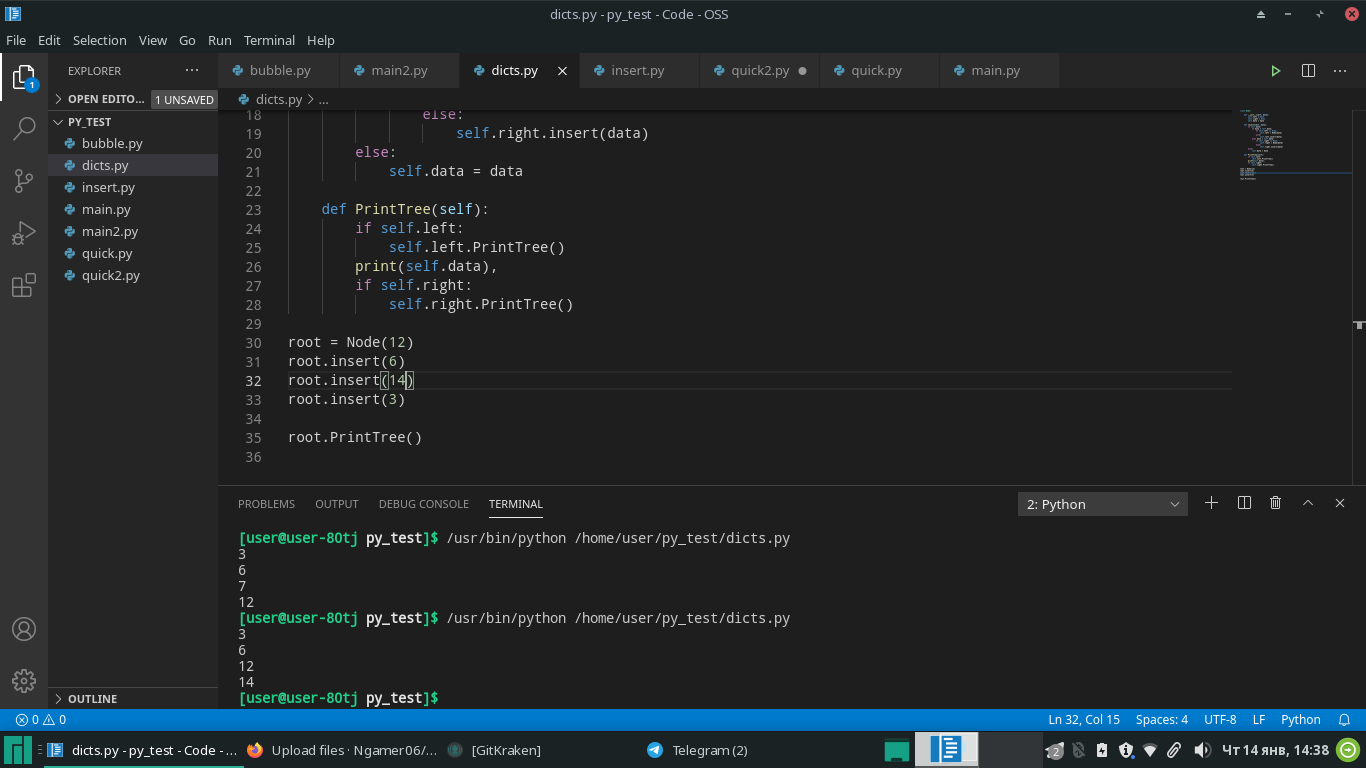 dicts.py - py_test - Code - OSS
File Edit Selection View Go Run Terminal Help
1
EXPLORER ···
OPEN EDITO... 1 UNSAVED
PY_TEST
bubble.py
dicts.py
insert.py
main.py
main2.py
quick.py
quick2.py
OUTLINE
bubble.py main2.py dicts.py insert.py quick2.py quick.py main.py
dicts.py > ...
18 else:
19 self.right.insert(data)
20 else:
21 self.data = data
22
23 def PrintTree(self):
24 if self.left:
25 self.left.PrintTree()
26 print(self.data),
27 if self.right:
28 self.right.PrintTree()
29
30 root = Node(12)
31 root.insert(6)
32 root.insert(14)
33 root.insert(3)
34
35 root.PrintTree()
36
PROBLEMS OUTPUT DEBUG CONSOLE TERMINAL 2: Python
[user@user-80tj py_test]$ /usr/bin/python /home/user/py_test/dicts.py
3
6
7
12
[user@user-80tj py_test]$ /usr/bin/python /home/user/py_test/dicts.py
3
6
12
14
[user@user-80tj py_test]$
0 0 Ln 32, Col 15 Spaces: 4 UTF-8 LF Python
dicts.py - py_test - Code - ... Upload files · Ngamer06/... [GitKraken] Telegram (2) 2 Чт 14 янв, 14:38